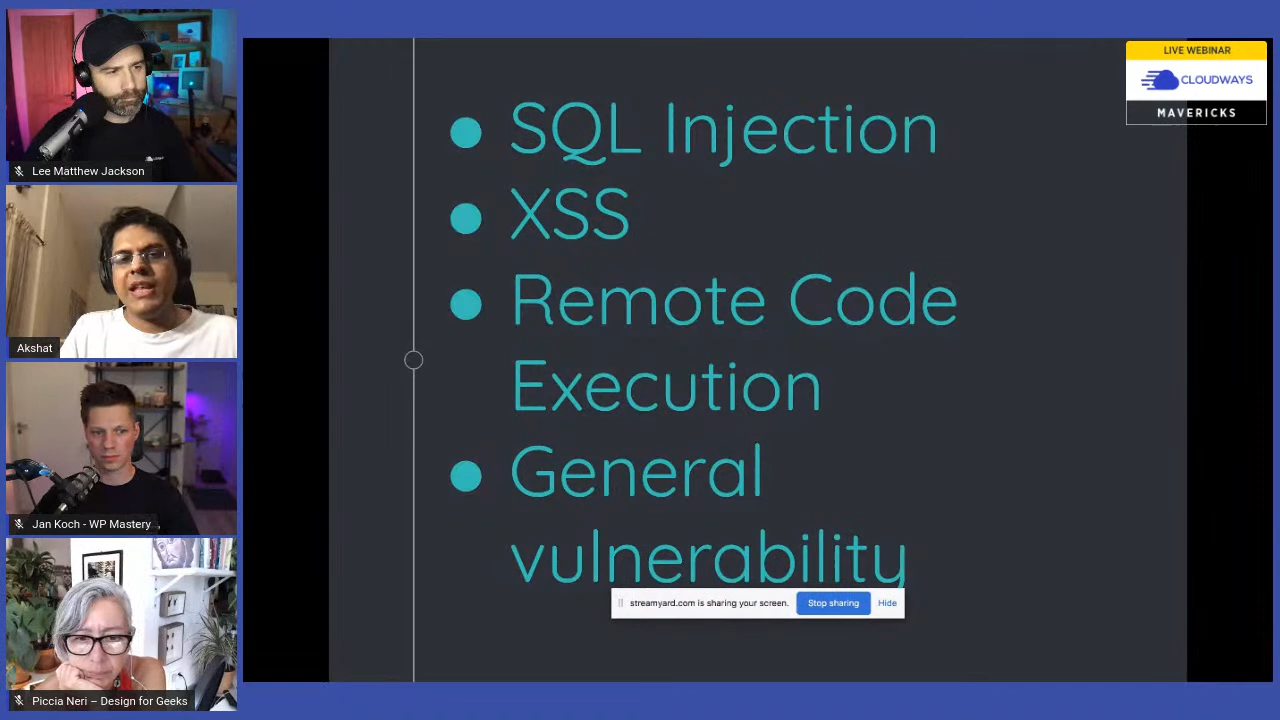 Lee Matthew Jackson
Akshat
Jan Koch - WP Mastery
Piccia Neri – Design for Geeks
SQL Injection
XSS
Remote Code
Execution
General
vulnerability
streamyard.com is sharing your screen.
Stop sharing
Hide
LIVE WEBINAR
CLOUDWAYS
MAVERICKS